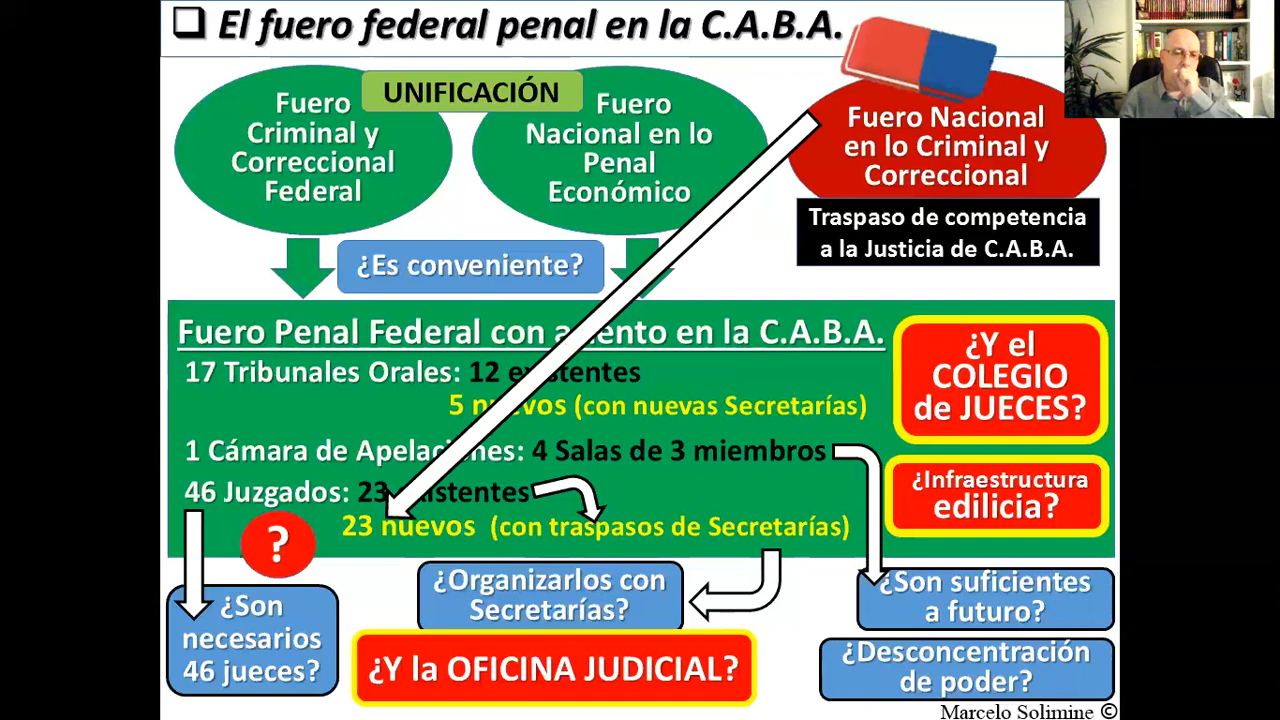 ❑ El fuero federal penal en la C.A.B.A.
Fuero
Criminal y
Correccional
Federal
UNIFICACIÓN
Fuero
Nacional en lo
Penal
Económico
Fuero Nacional
en lo Criminal y
Correccional
Traspaso de competencia
a la Justicia de C.A.B.A.
¿Es conveniente?
Fuero Penal Federal con asiento en la C.A.B.A.
17 Tribunales Orales: 12 existentes
5 nuevos (con nuevas Secretarías)
1 Cámara de Apelaciones: 4 Salas de 3 miembros
46 Juzgados: 23 existentes
23 nuevos (con traspasos de Secretarías)
¿Y el
COLEGIO
de JUECES?
¿Infraestructura
edilicia?
?
¿Son
necesarios
46 jueces?
¿Organizarlos con
Secretarías?
¿Y la OFICINA JUDICIAL?
¿Son suficientes
a futuro?
¿Desconcentración
de poder?
Marcelo Solimine ©